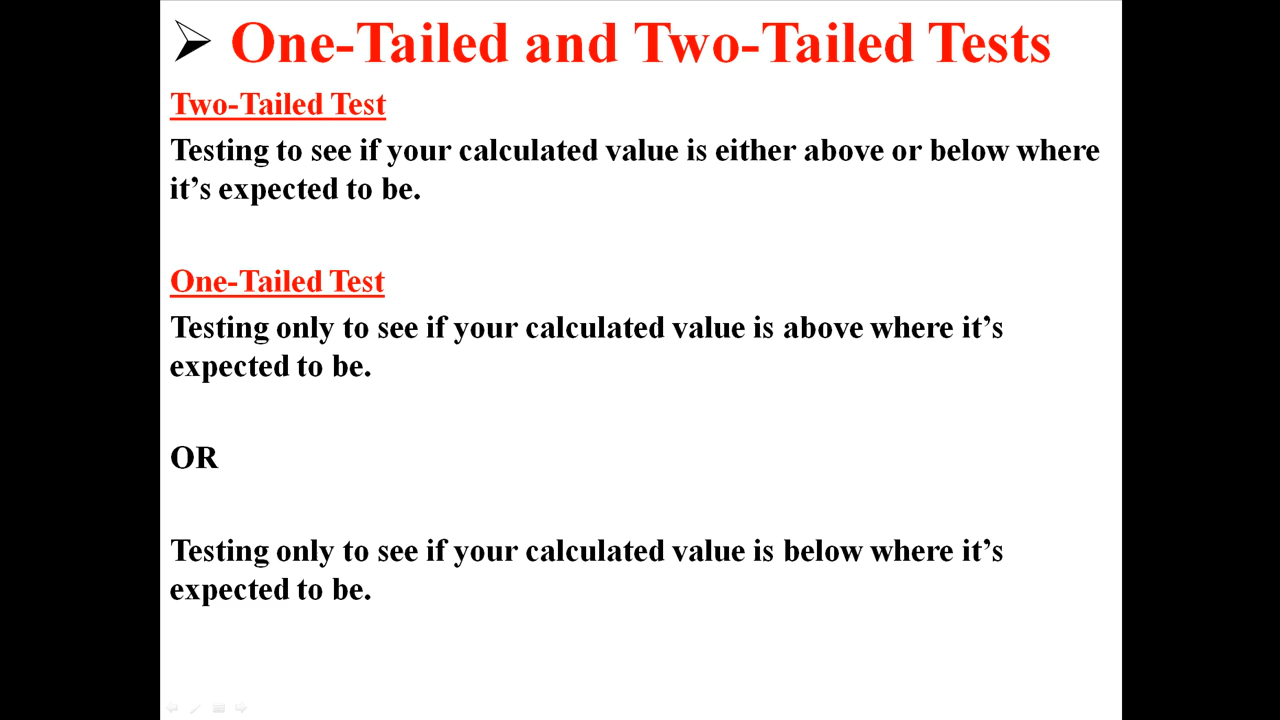 One-Tailed and Two-Tailed Tests
Two-Tailed Test
Testing to see if your calculated value is either above or below where
it’s expected to be.
One-Tailed Test
Testing only to see if your calculated value is above where it’s
expected to be.
OR
Testing only to see if your calculated value is below where it’s
expected to be.